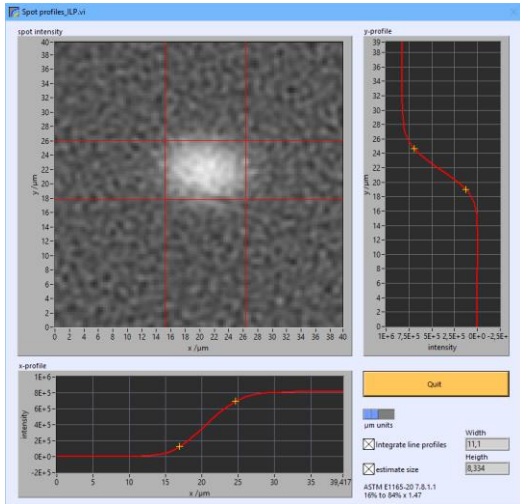 Spot profiles_ILP.vi
spot intensity
40
38
36
34
32
30
28
26
24
22
20
18
16
14
12
10
8
6
4
2
0
y /µm
0 2 4 6 8 10 12 14 16 18 20 22 24 26 28 30 32 34 36 38 40
x /µm
y-profile
39
38
36
34
32
30
28
26
24
22
20
18
16
14
12
10
8
6
4
2
0
y /µm
1E+6 7,5E+5 5E+5 2,5E+5 0E+0 -2,5E+
intensity
x-profile
1E+6
8E+5
6E+5
4E+5
2E+5
0E+0
-2E+5
intensity
0 5 10 15 20 25 30 35 39,417
x /µm
Quit
µm units
Integrate line profiles
Width
11,1
estimate size
Heigth
8,334
ASTM E1165-20 7.8.1.1
16% to 84% x 1.47